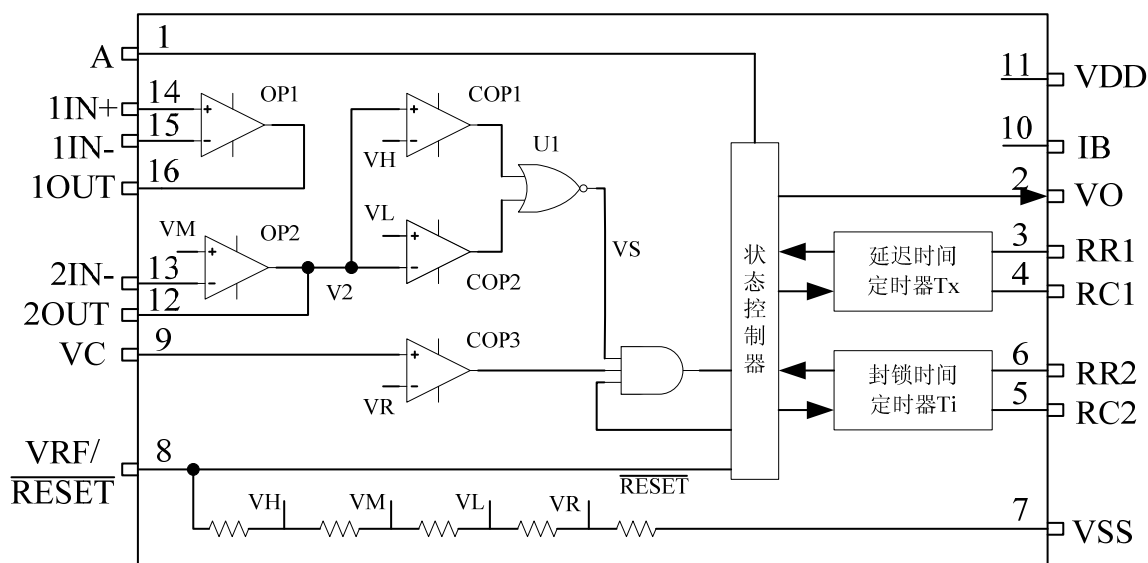 A
1
1IN+
14
1IN-
15
1OUT
16
OP1
COP1
VH
U1
VM
OP2
2IN-
13
2OUT
12
V2
VL
COP2
VS
VC
9
COP3
VR
VRF/
RESET
8
RESET
VH
VM
VL
VR
状态控制器
延迟时间
定时器Tx
封锁时间
定时器Ti
11
VDD
10
IB
2
VO
3
RR1
4
RC1
6
RR2
5
RC2
7
VSS